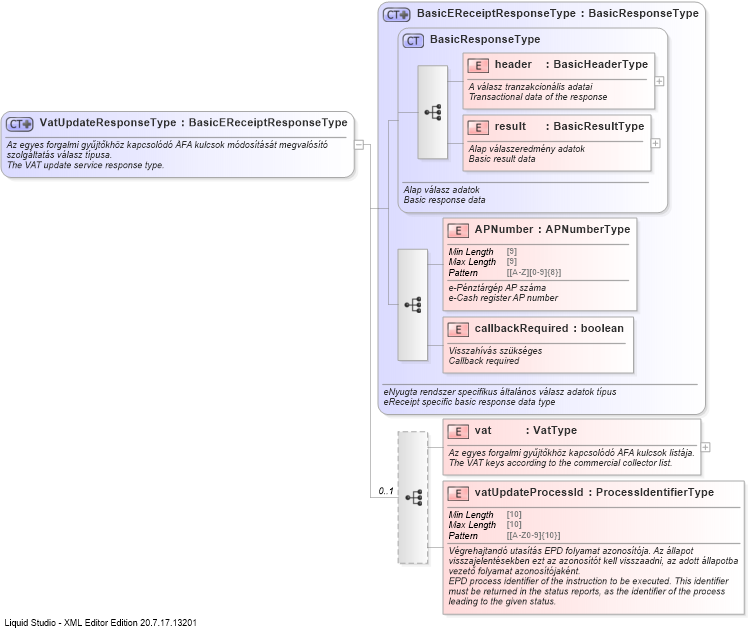 CT BasicEReceiptResponseType : BasicResponseType
CT BasicResponseType
E header : BasicHeaderType
A válasz tranzakcionális adatai
Transactional data of the response
E result : BasicResultType
Alap válaszeredmény adatok
Basic result data
Alap válasz adatok
Basic response data
CT VatUpdateResponseType : BasicEReceiptResponseType
Az egyes forgalmi gyűjtőkhöz kapcsolódó ÁFA kulcsok módosítását megvalósító
szolgáltatás válasz típusa.
The VAT update service response type.
E APNumber : APNumberType
Min Length [9]
Max Length [9]
Pattern [[A-Z][0-9]{8}]
e-Pénztárgép AP száma
e-Cash register AP number
E callbackRequired : boolean
Visszahívás szükséges
Callback required
eNyugta rendszer specifikus általános válasz adatok típus
eReceipt specific basic response data type
0..1
E vat : VatType
Az egyes forgalmi gyűjtőkhöz kapcsolódó ÁFA kulcsok listája.
The VAT keys according to the commercial collector list.
E vatUpdateProcessId : ProcessIdentifierType
Min Length [10]
Max Length [10]
Pattern [[A-Z0-9]{10}]
Végrehajtandó utasítás EPD folyamat azonosítója. Az állapot
visszajelentésekben ezt az azonosítót kell visszaadni, az adott állapotba
vezető folyamat azonosítójaként.
EPD process identifier of the instruction to be executed. This identifier
must be returned in the status reports, as the identifier of the process
leading to the given status.
Liquid Studio - XML Editor Edition 20.7.17.13201